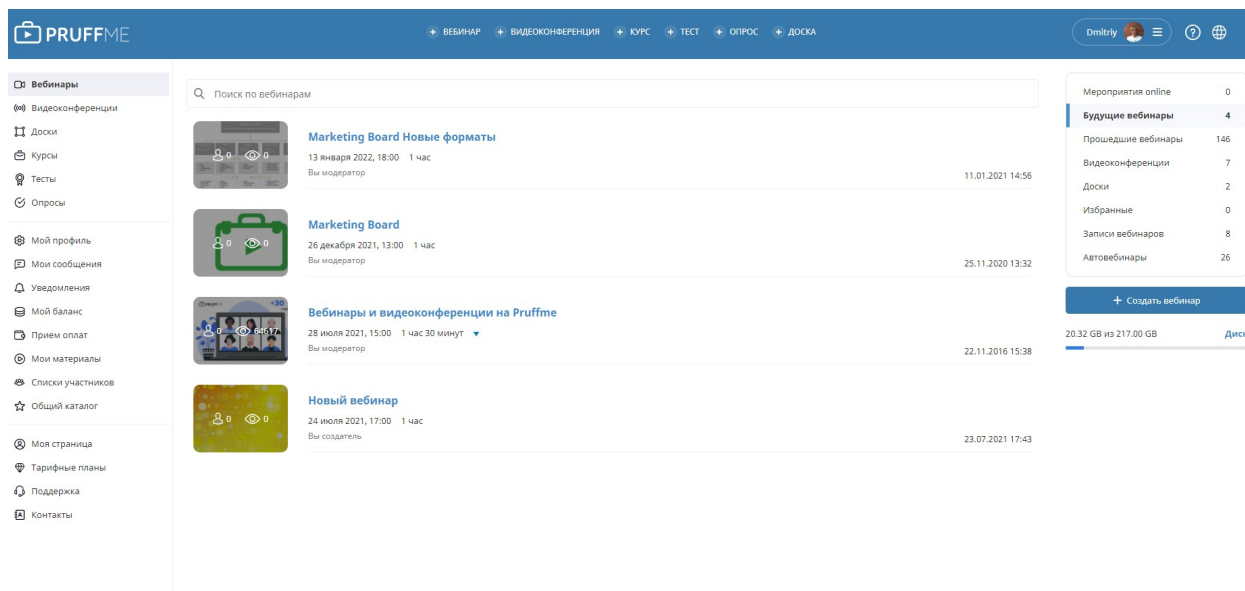 PRUFFME
ВЕБИНАР ВИДЕОКОНФЕРЕНЦИЯ КУРС ТЕСТ ОПРОС ДОСКА
Dmitriy
Вебинары
Видеоконференции
Доски
Курсы
Тесты
Опросы
Мой профиль
Мои сообщения
Уведомления
Мой баланс
Прием оплат
Мои материалы
Списки участников
Общий каталог
Моя страница
Тарифные планы
Поддержка
Контакты
Поиск по вебинарам
0 0
Marketing Board Новые форматы
13 января 2022, 18:00 1 час
Вы модератор
11.01.2021 14:56
0 0
Marketing Board
26 декабря 2021, 13:00 1 час
Вы модератор
25.11.2020 13:32
+30
0 64617
Вебинары и видеоконференции на Pruffme
28 июля 2021, 15:00 1 час 30 минут
Вы модератор
22.11.2016 15:38
0 0
Новый вебинар
24 июля 2021, 17:00 1 час
Вы создатель
23.07.2021 17:43
Мероприятия online 0
Будущие вебинары 4
Прошедшие вебинары 146
Видеоконференции 7
Доски 2
Избранные 0
Записи вебинаров 8
Автовебинары 26
+ Создать вебинар
20.32 GB из 217.00 GB Диск